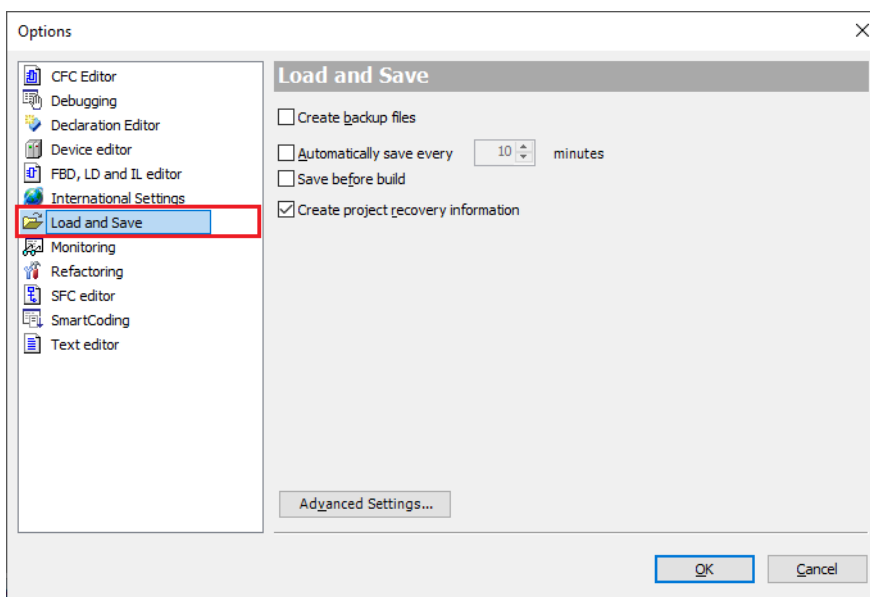 Options
CFC Editor
Debugging
Declaration Editor
Device editor
FBD, LD and IL editor
International Settings
Load and Save
Monitoring
Refactoring
SFC editor
SmartCoding
Text editor
Load and Save
Create backup files
Automatically save every 10 minutes
Save before build
Create project recovery information
Advanced Settings...
OK Cancel